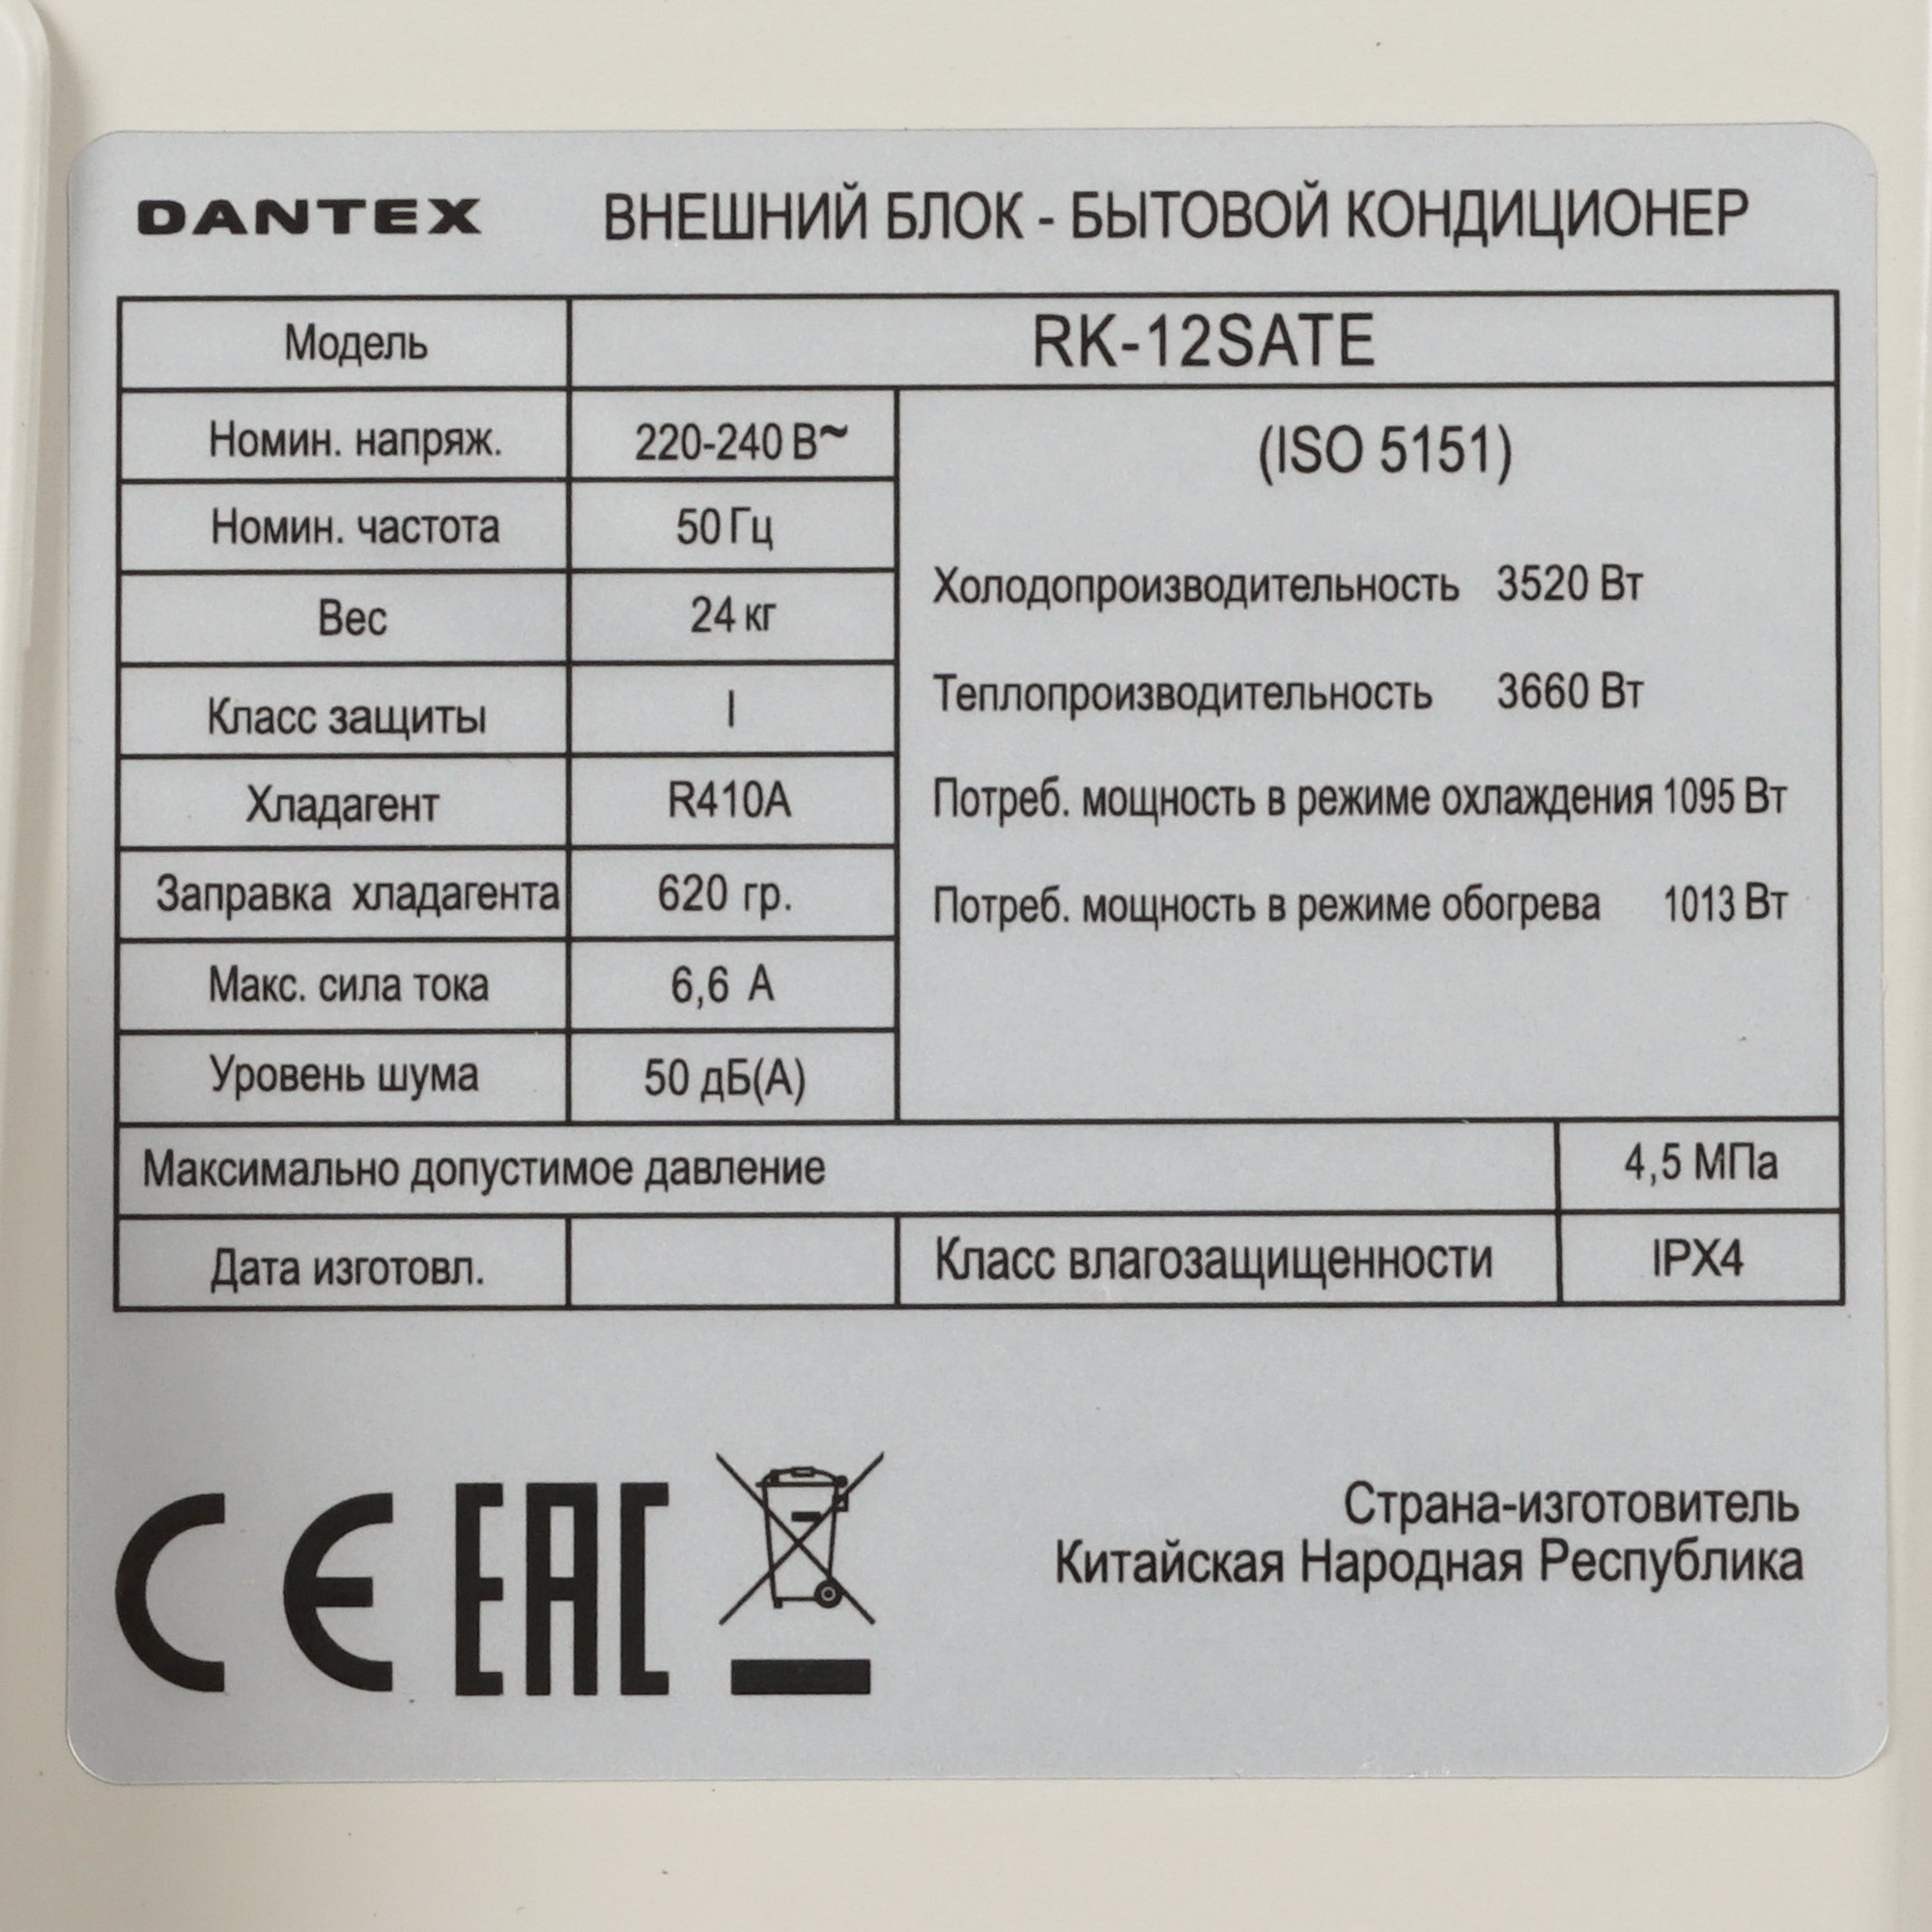 DANTEX ВНЕШНИЙ БЛОК - БЫТОВОЙ КОНДИЦИОНЕР
Модель RK-12SATE
Номин. напряж. 220-240 В~
(ISO 5151)
Номин. частота 50 Гц
Холодопроизводительность 3520 Вт
Вес 24 кг
Теплопроизводительность 3660 Вт
Класс защиты I
Потреб. мощность в режиме охлаждения 1095 Вт
Хладагент R410A
Заправка хладагента 620 гр.
Потреб. мощность в режиме обогрева 1013 Вт
Макс. сила тока 6,6 А
Уровень шума 50 дБ(А)
Максимально допустимое давление 4,5 МПа
Дата изготовл. Класс влагозащищенности IPX4
CE EAC
Страна-изготовитель
Китайская Народная Республика